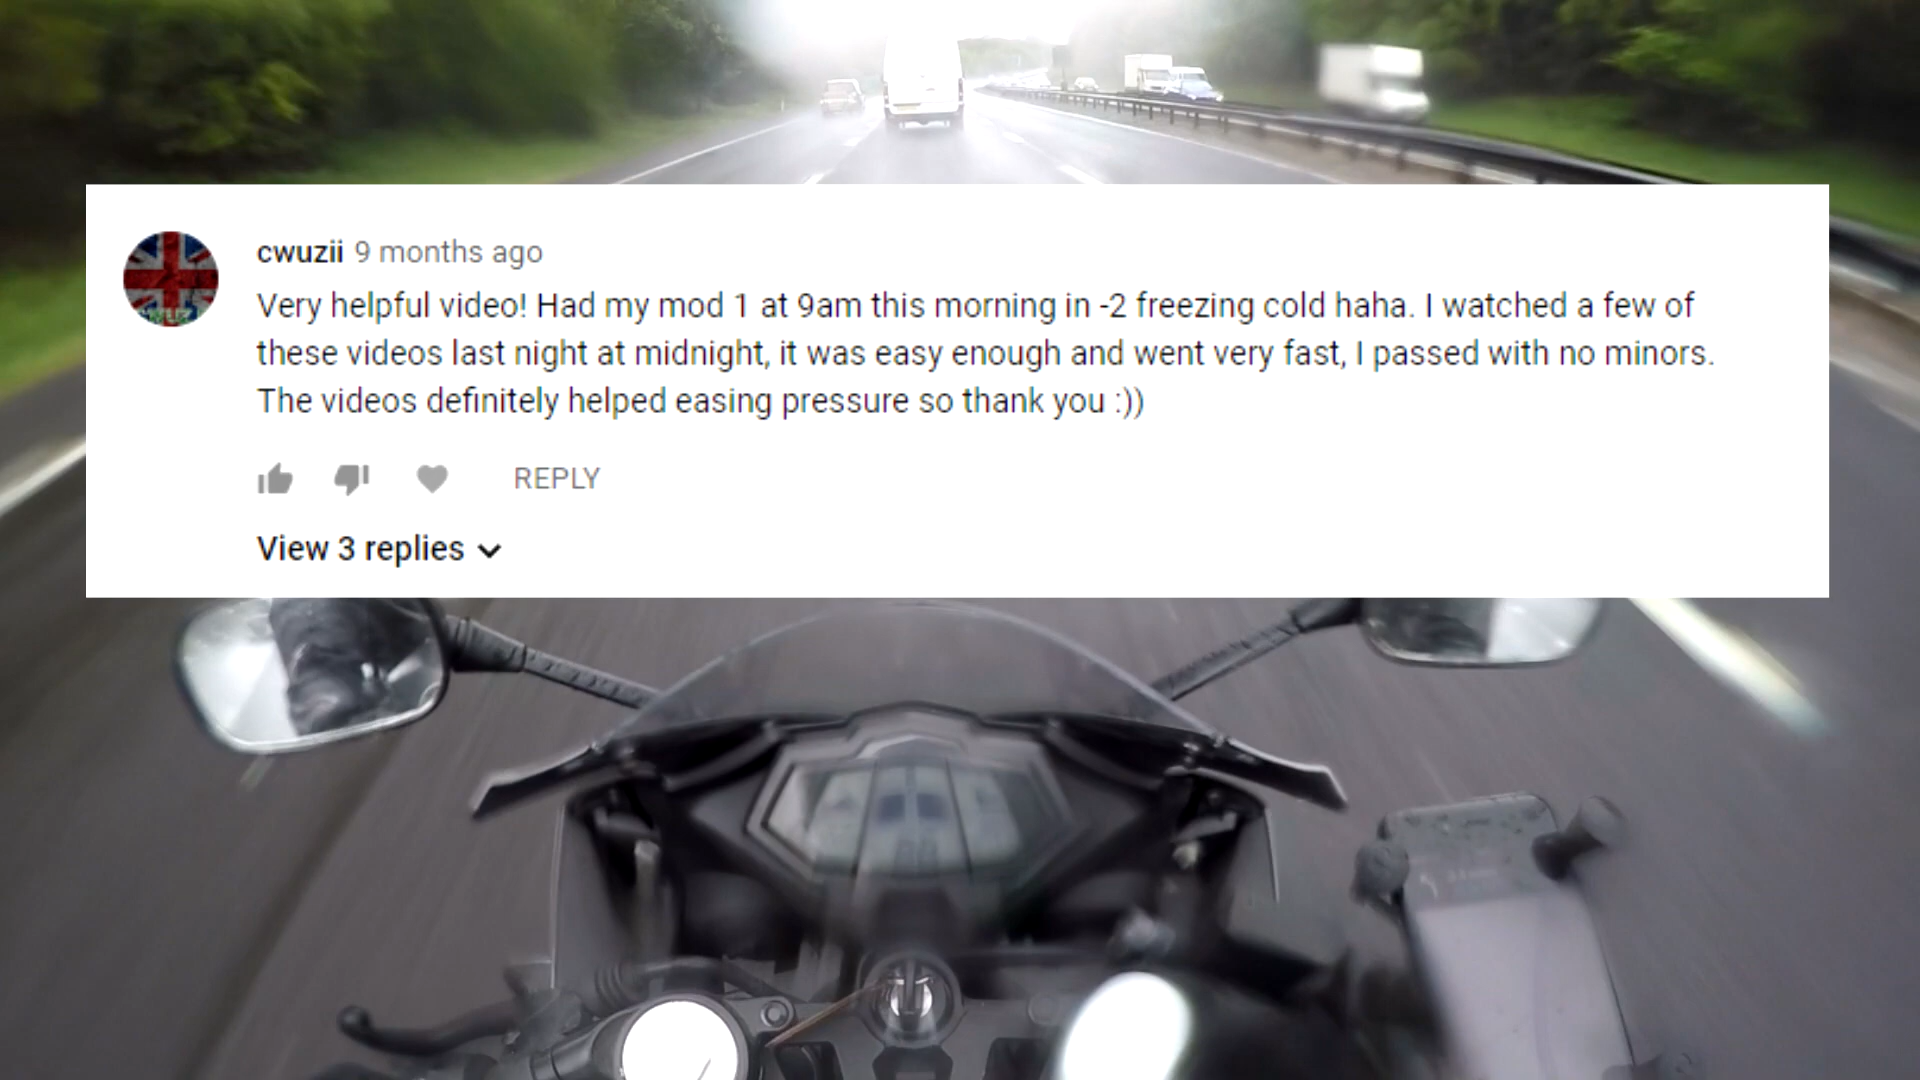 cwuzii 9 months ago
Very helpful video! Had my mod 1 at 9am this morning in -2 freezing cold haha. I watched a few of
these videos last night at midnight, it was easy enough and went very fast, I passed with no minors.
The videos definitely helped easing pressure so thank you :))
REPLY
View 3 replies